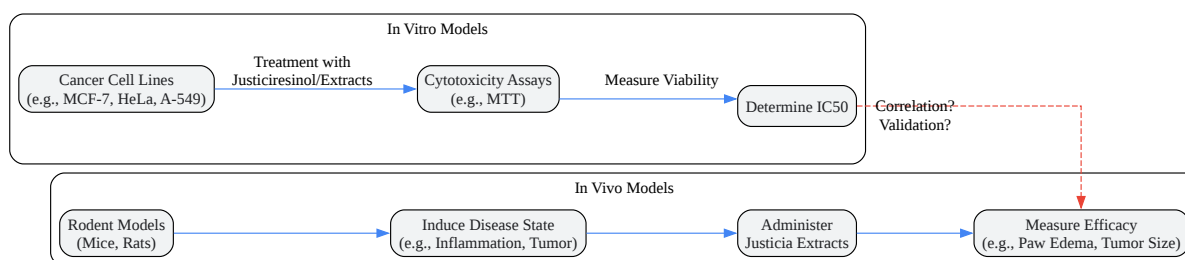 In Vitro Models
Treatment with
Justiciresinol/Extracts
Cancer Cell Lines
(e.g., MCF-7, HeLa, A-549)
Cytotoxicity Assays
(e.g., MTT)
Measure Viability
Determine IC50
Correlation?
Validation?
In Vivo Models
Rodent Models
(Mice, Rats)
Induce Disease State
(e.g., Inflammation, Tumor)
Administer
Justicia Extracts
Measure Efficacy
(e.g., Paw Edema, Tumor Size)